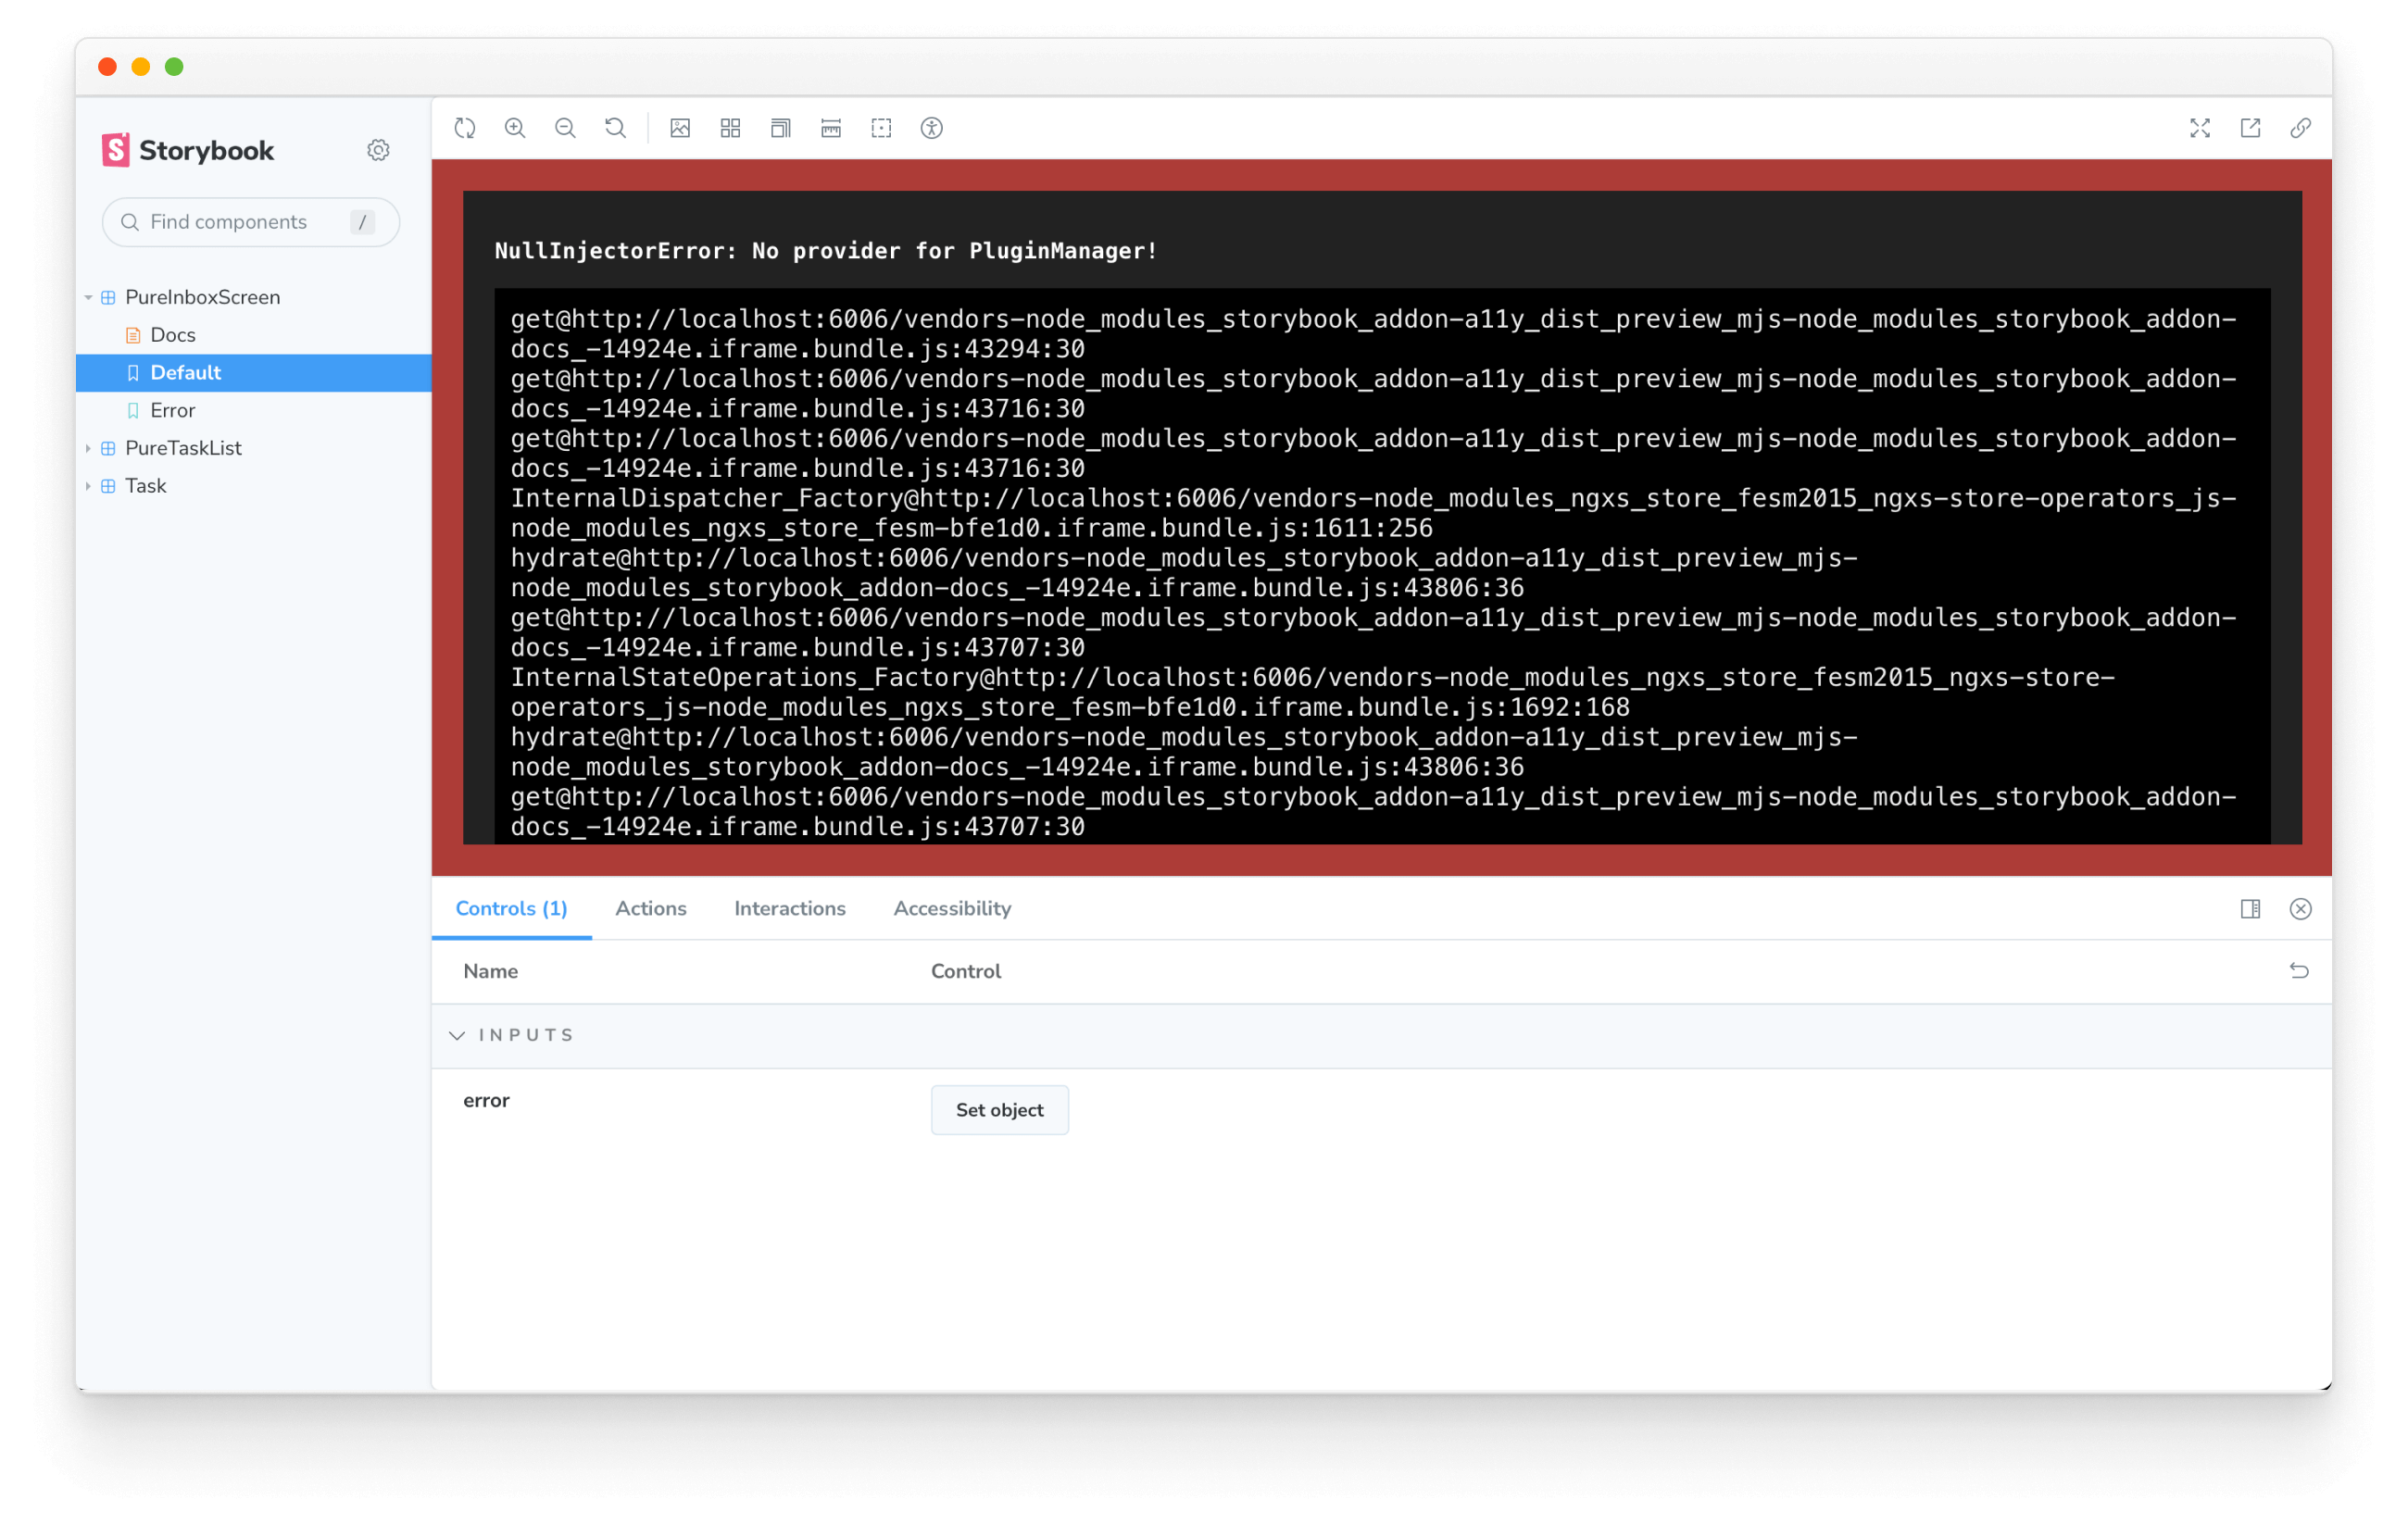 Storybook
Find components /
PureInboxScreen
Docs
Default
Error
PureTaskList
Task
NullInjectorError: No provider for PluginManager!
get@http://localhost:6006/vendors-node_modules_storybook_addon-a11y_dist_preview_mjs-node_modules_storybook_addon-
docs_-14924e.iframe.bundle.js:43294:30
get@http://localhost:6006/vendors-node_modules_storybook_addon-a11y_dist_preview_mjs-node_modules_storybook_addon-
docs_-14924e.iframe.bundle.js:43716:30
get@http://localhost:6006/vendors-node_modules_storybook_addon-a11y_dist_preview_mjs-node_modules_storybook_addon-
docs_-14924e.iframe.bundle.js:43716:30
InternalDispatcher_Factory@http://localhost:6006/vendors-node_modules_ngxs_store_fesm2015_ngxs-store-operators_js-
node_modules_ngxs_store_fesm-bfe1d0.iframe.bundle.js:1611:256
hydrate@http://localhost:6006/vendors-node_modules_storybook_addon-a11y_dist_preview_mjs-
node_modules_storybook_addon-docs_-14924e.iframe.bundle.js:43806:36
get@http://localhost:6006/vendors-node_modules_storybook_addon-a11y_dist_preview_mjs-node_modules_storybook_addon-
docs_-14924e.iframe.bundle.js:43707:30
InternalStateOperations_Factory@http://localhost:6006/vendors-node_modules_ngxs_store_fesm2015_ngxs-store-
operators_js-node_modules_ngxs_store_fesm-bfe1d0.iframe.bundle.js:1692:168
hydrate@http://localhost:6006/vendors-node_modules_storybook_addon-a11y_dist_preview_mjs-
node_modules_storybook_addon-docs_-14924e.iframe.bundle.js:43806:36
get@http://localhost:6006/vendors-node_modules_storybook_addon-a11y_dist_preview_mjs-node_modules_storybook_addon-
docs_-14924e.iframe.bundle.js:43707:30
Controls (1) Actions Interactions Accessibility
Name Control
INPUTS
error Set object